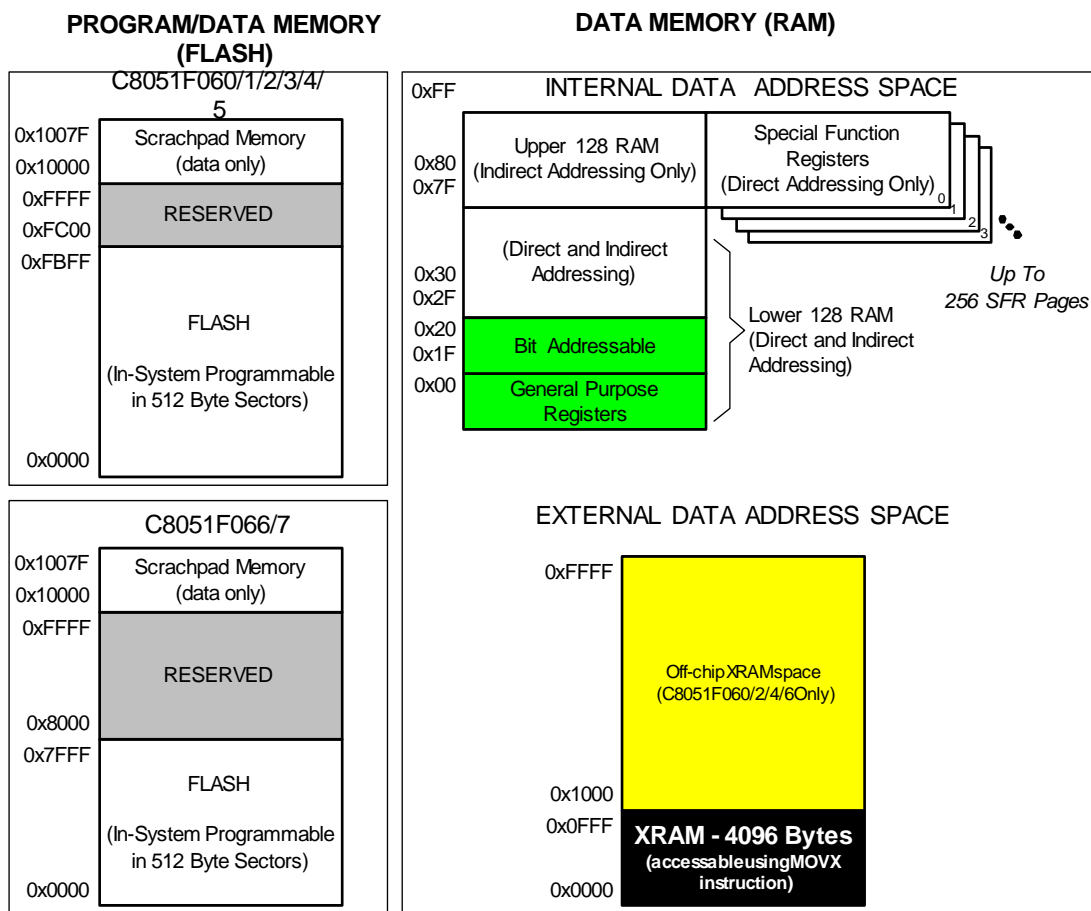 PROGRAM/DATA MEMORY
(FLASH)
C8051F060/1/2/3/4/
5
0x1007F
Scrachpad Memory
(data only)
0x10000
0xFFFF
RESERVED
0xFC00
0xFBFF
FLASH
(In-System Programmable
in 512 Byte Sectors)
0x0000
C8051F066/7
0x1007F
Scrachpad Memory
(data only)
0x10000
0xFFFF
RESERVED
0x8000
0x7FFF
FLASH
(In-System Programmable
in 512 Byte Sectors)
0x0000
DATA MEMORY (RAM)
INTERNAL DATA ADDRESS SPACE
0xFF
Upper 128 RAM
(Indirect Addressing Only)
0x80
0x7F
Special Function
Registers
(Direct Addressing Only)
0
1
2
3
Up To
256 SFR Pages
(Direct and Indirect
Addressing)
0x30
0x2F
0x20
Bit Addressable
0x1F
0x00
General Purpose
Registers
Lower 128 RAM
(Direct and Indirect
Addressing)
EXTERNAL DATA ADDRESS SPACE
0xFFFF
Off-chipXRAMspace
(C8051F060/2/4/6Only)
0x1000
0x0FFF
XRAM - 4096 Bytes
(accessableusingMOVX
instruction)
0x0000